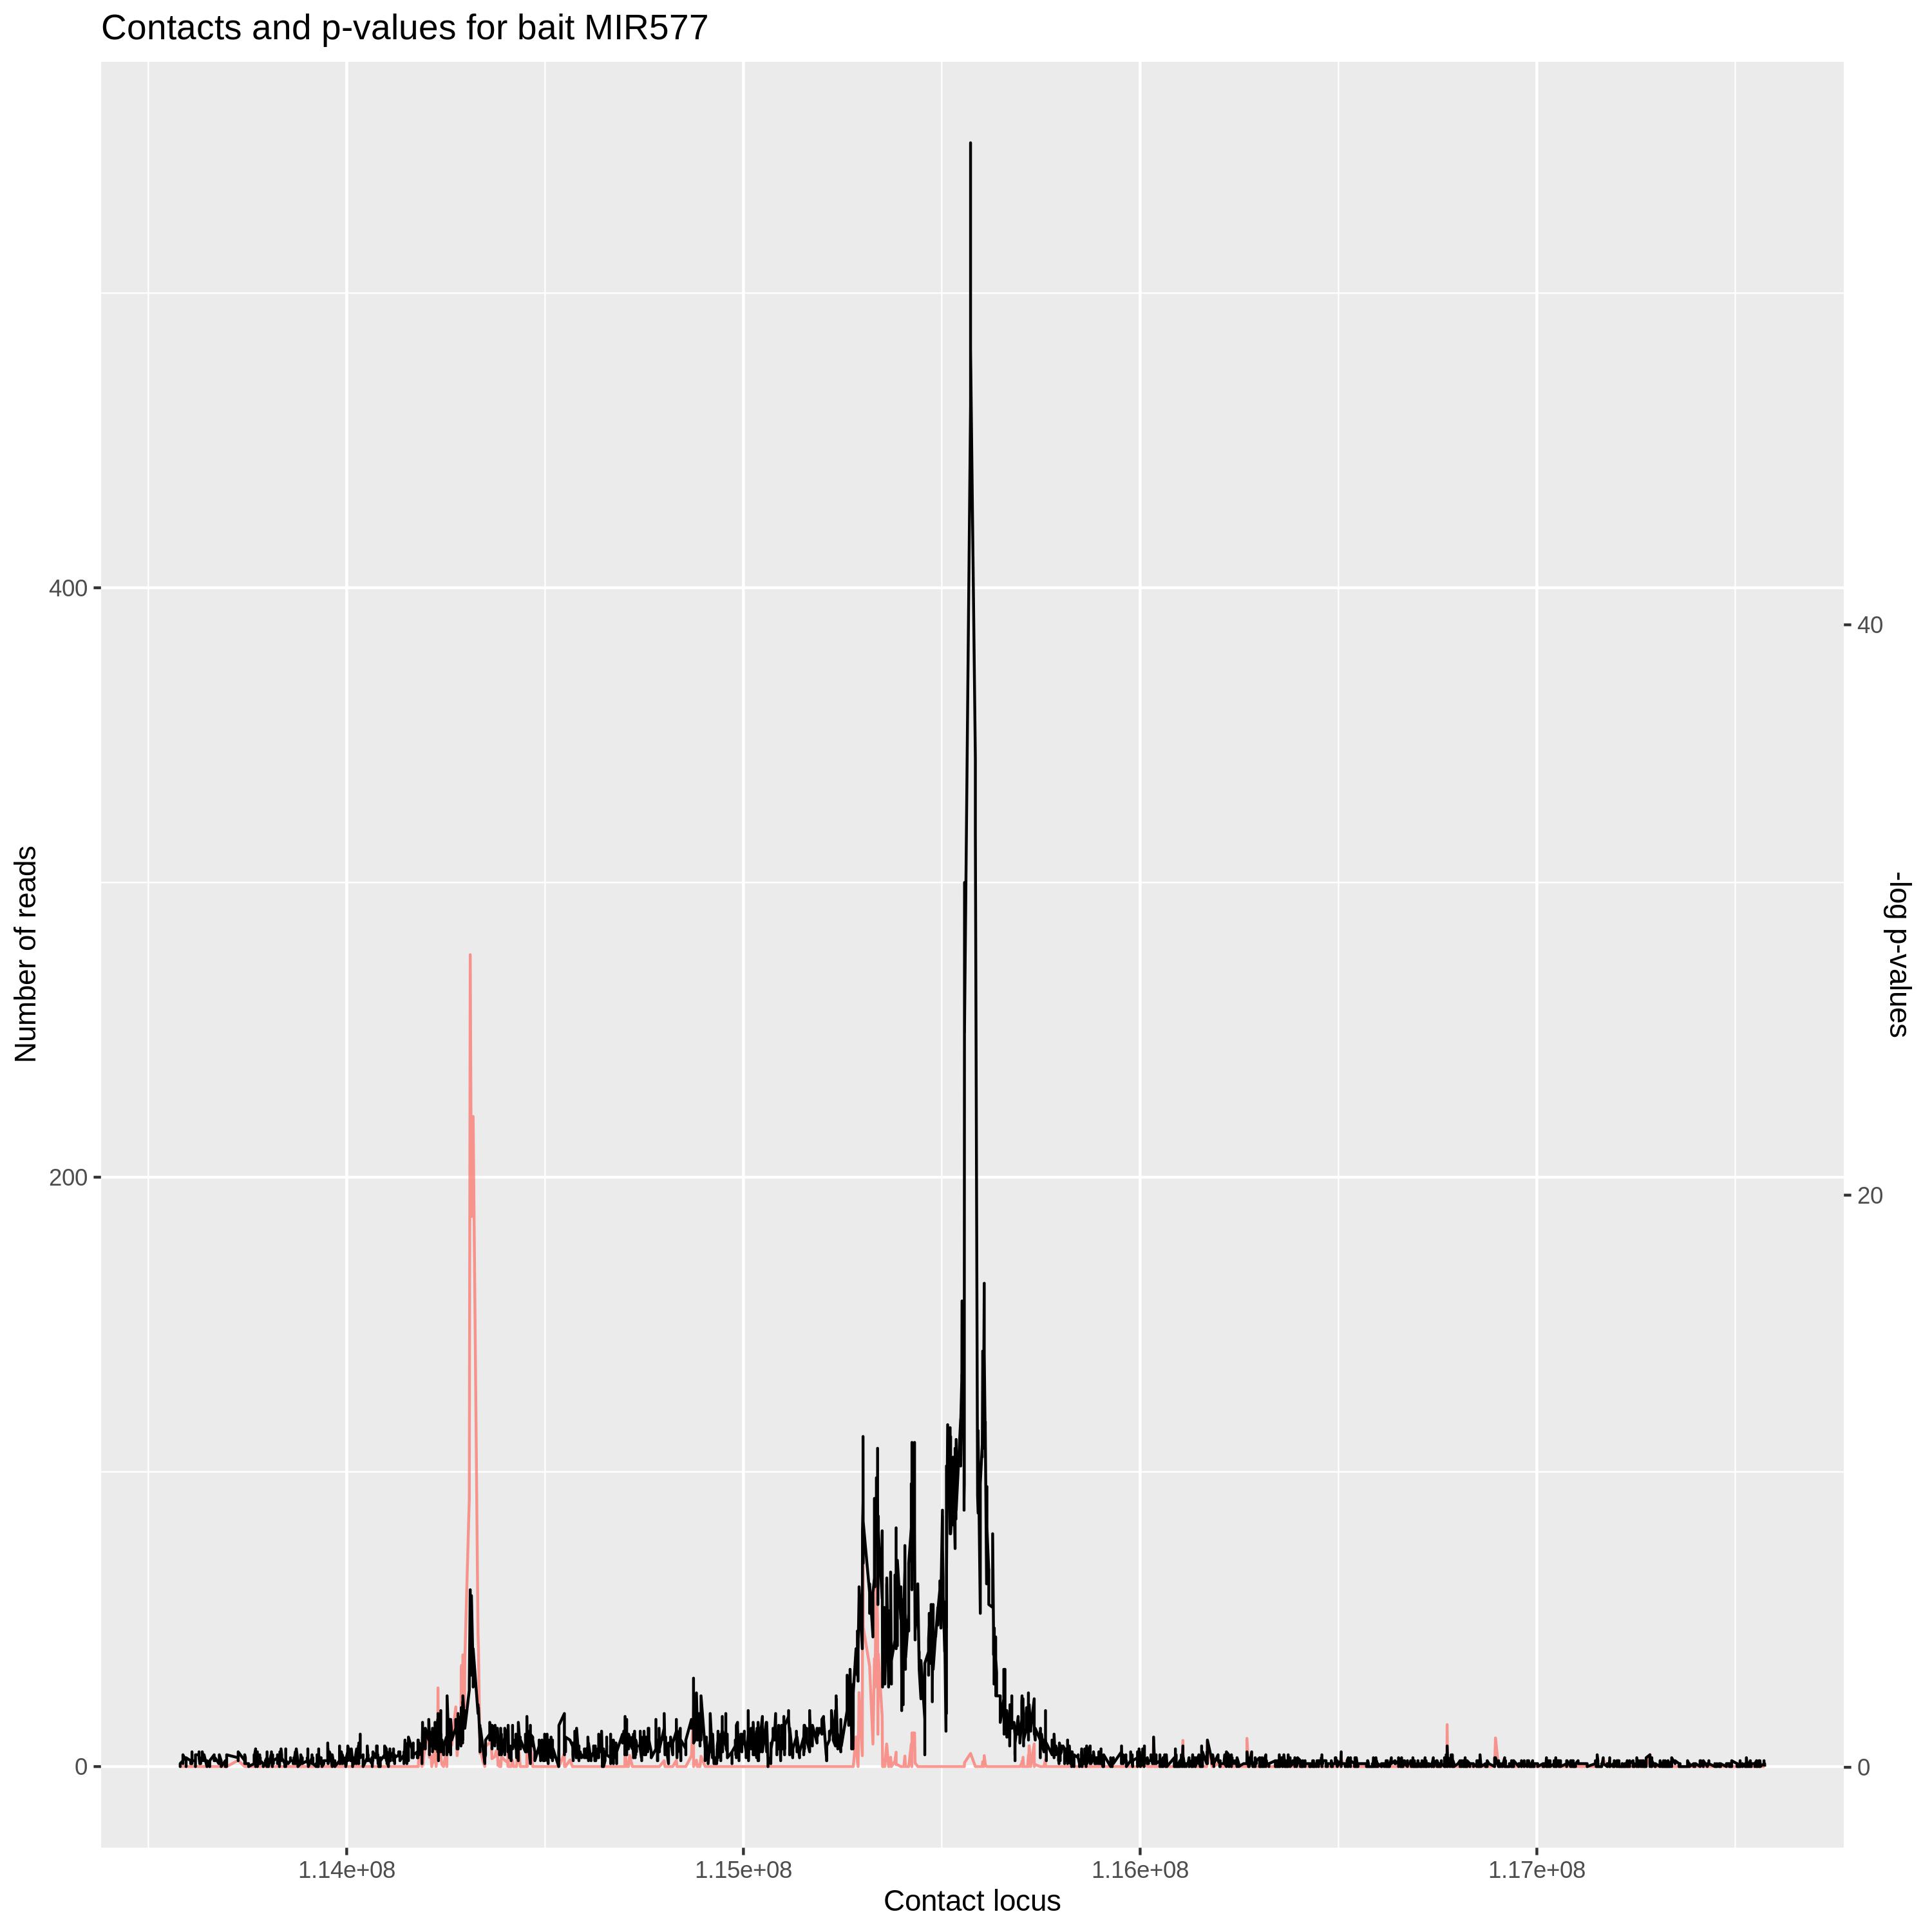 Contacts and p-values for bait MIR577
Number of reads
400
200
0
40
20
0
-log p-values
1.14e+08
1.15e+08
1.16e+08
1.17e+08
Contact locus